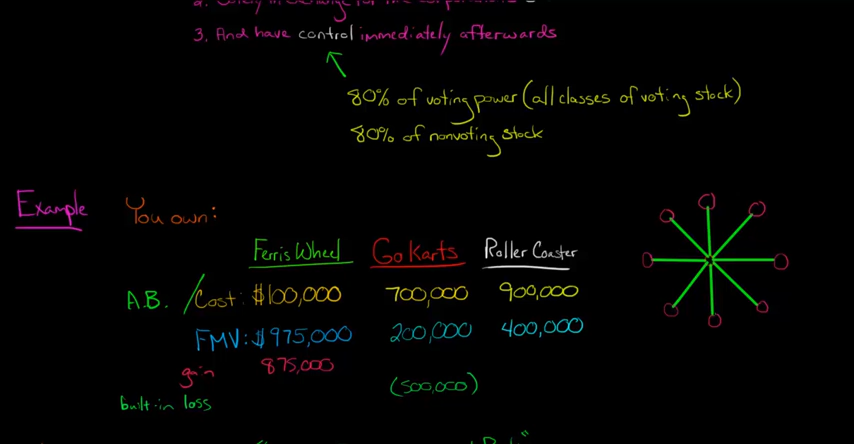 3. And have control immediately afterwards
80% of voting power (all classes of voting stock)
80% of nonvoting stock
Example
You own:
Ferris Wheel Go Karts Roller Coaster
A.B. / Cost: $100,000 700,000 900,000
FMV: $975,000 200,000 400,000
gain 875,000
built-in loss (500,000)